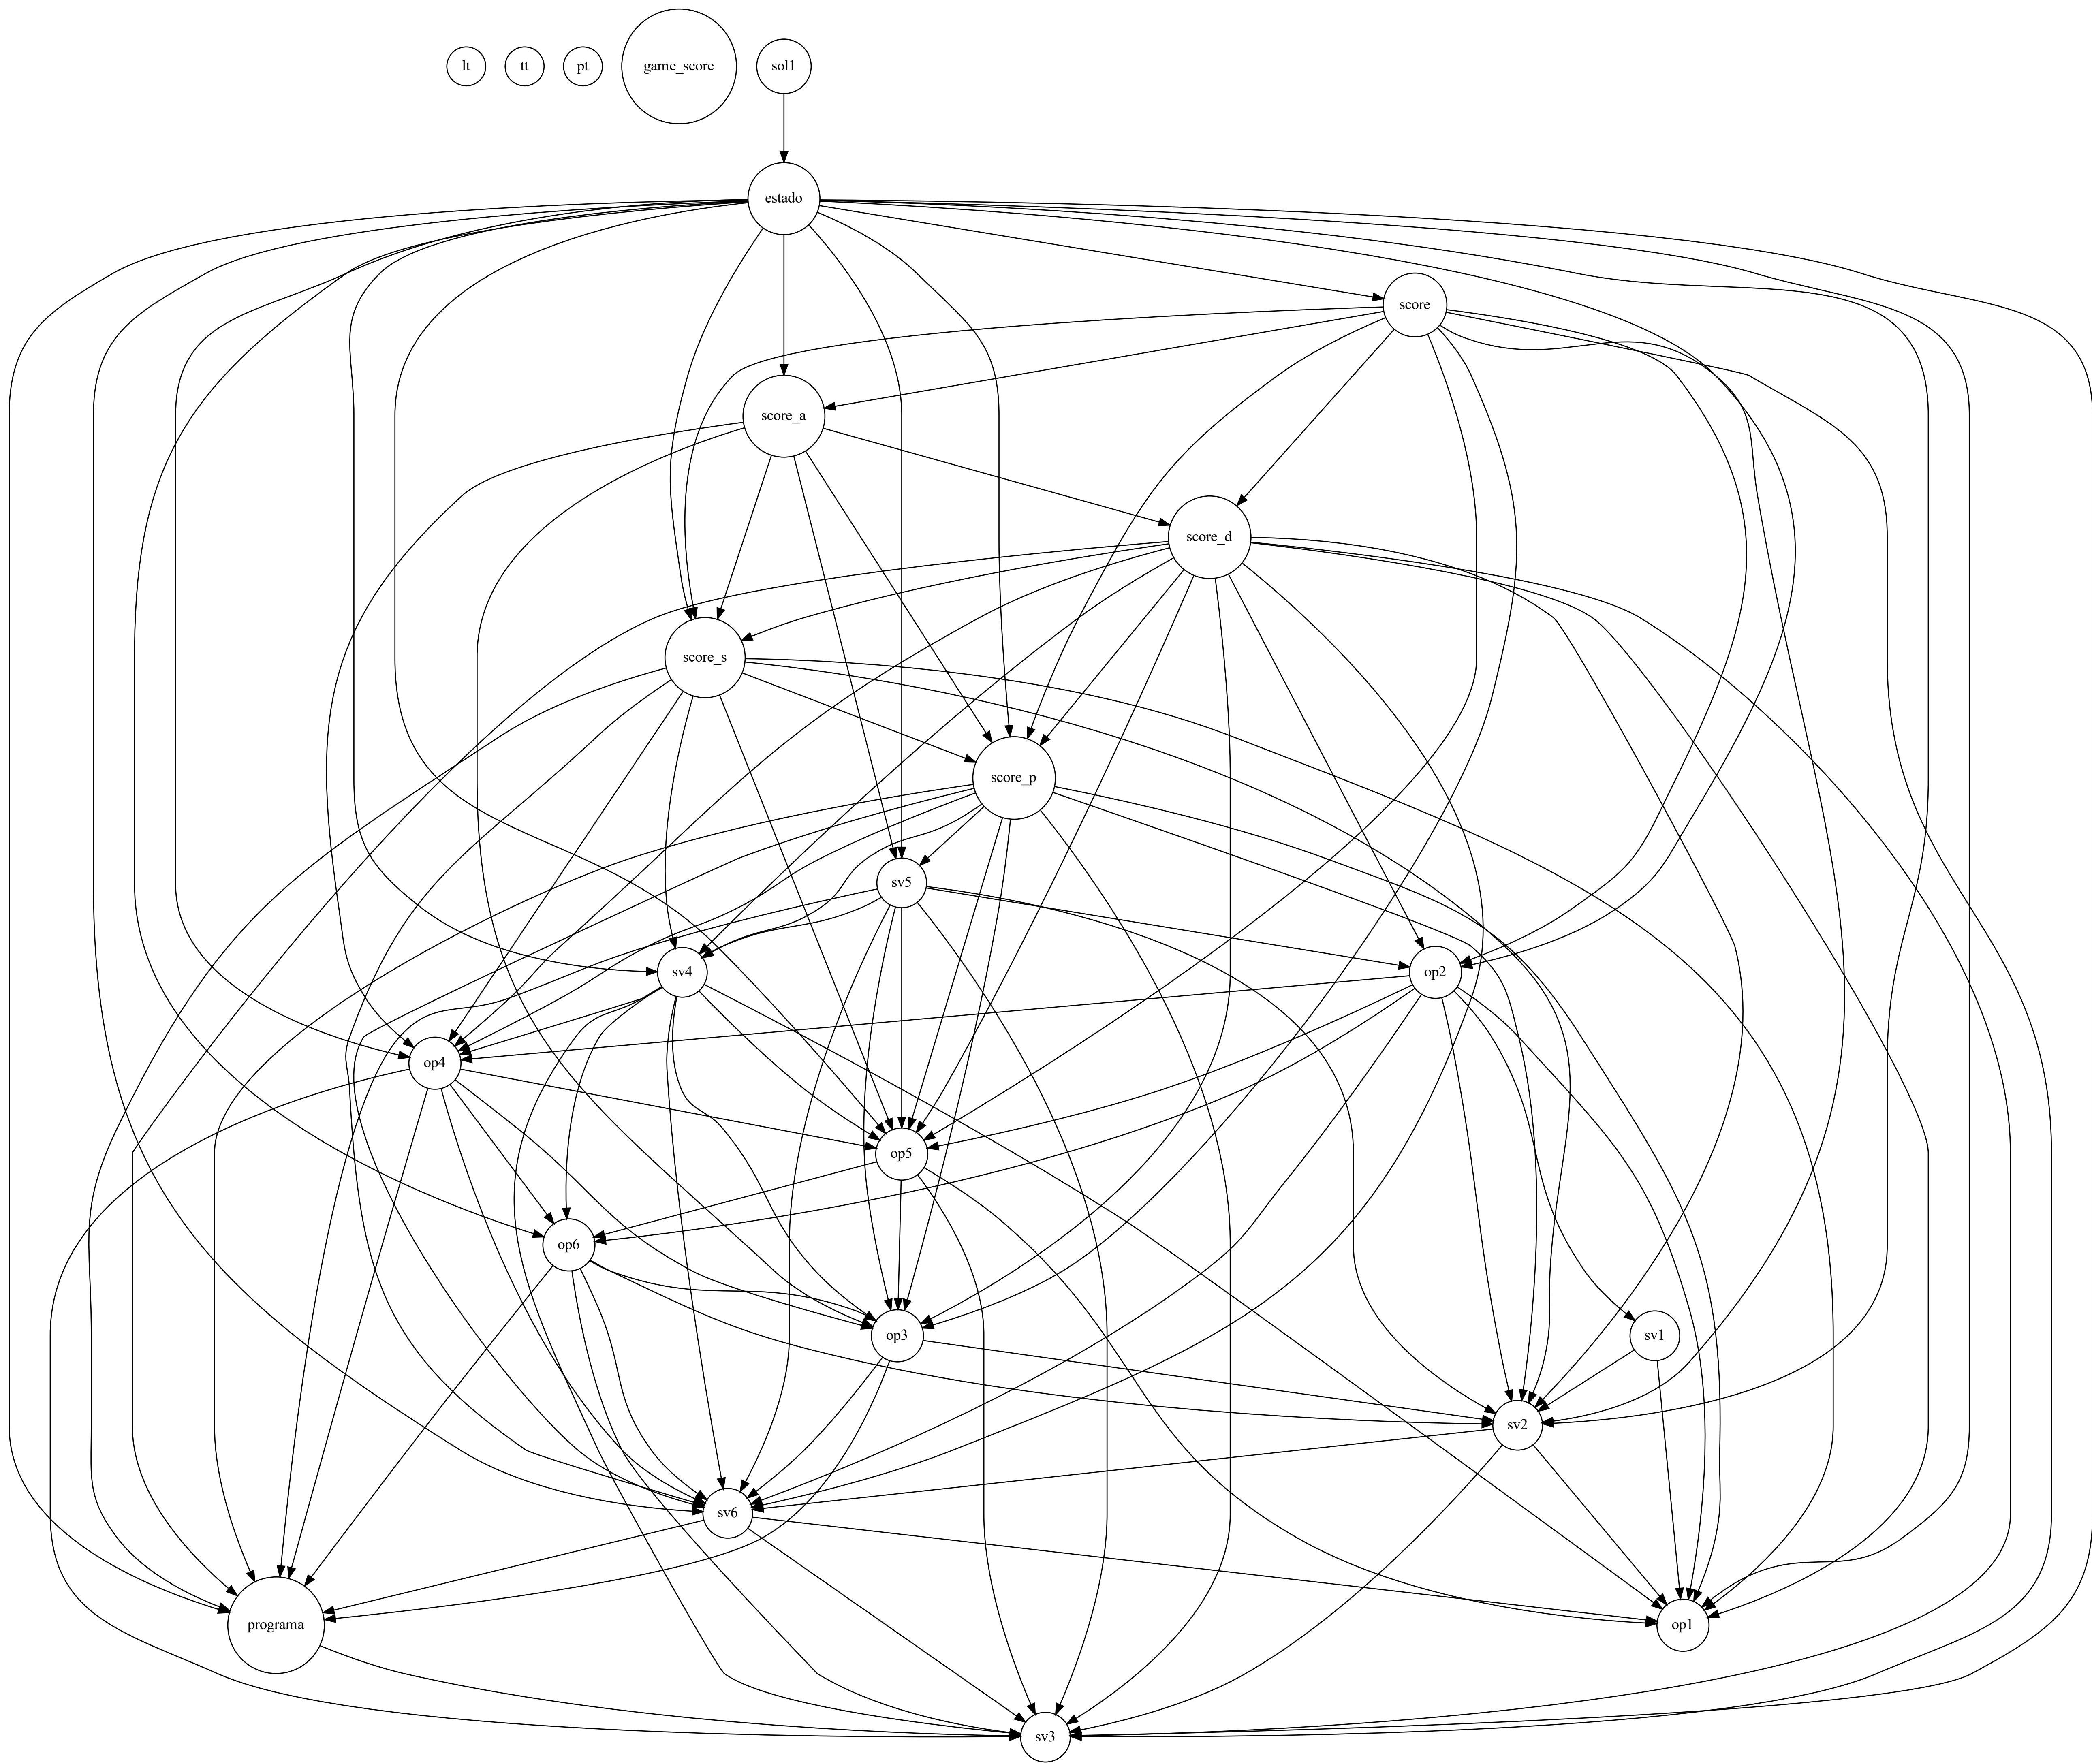 lt
tt
pt
game_score
sol1
estado
score
score_a
score_d
score_s
score_p
sv5
sv4
op2
op4
op5
op6
op3
sv1
sv2
sv6
programa
op1
sv3